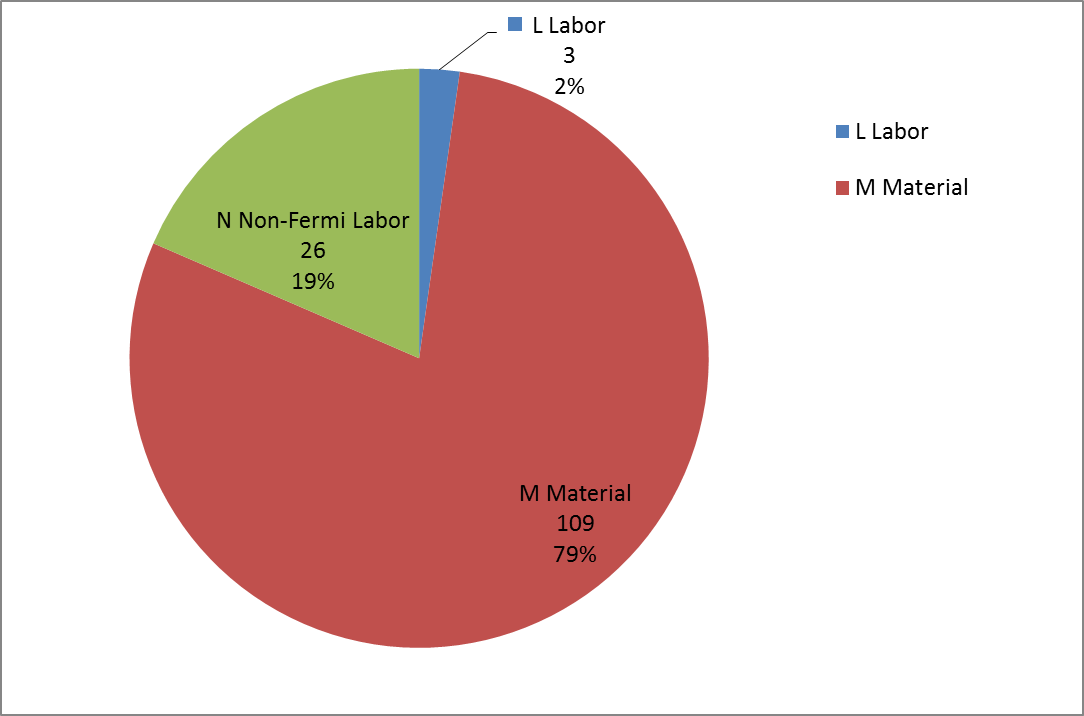 L Labor
3
2%
L Labor
M Material
N Non-Fermi Labor
26
19%
M Material
109
79%